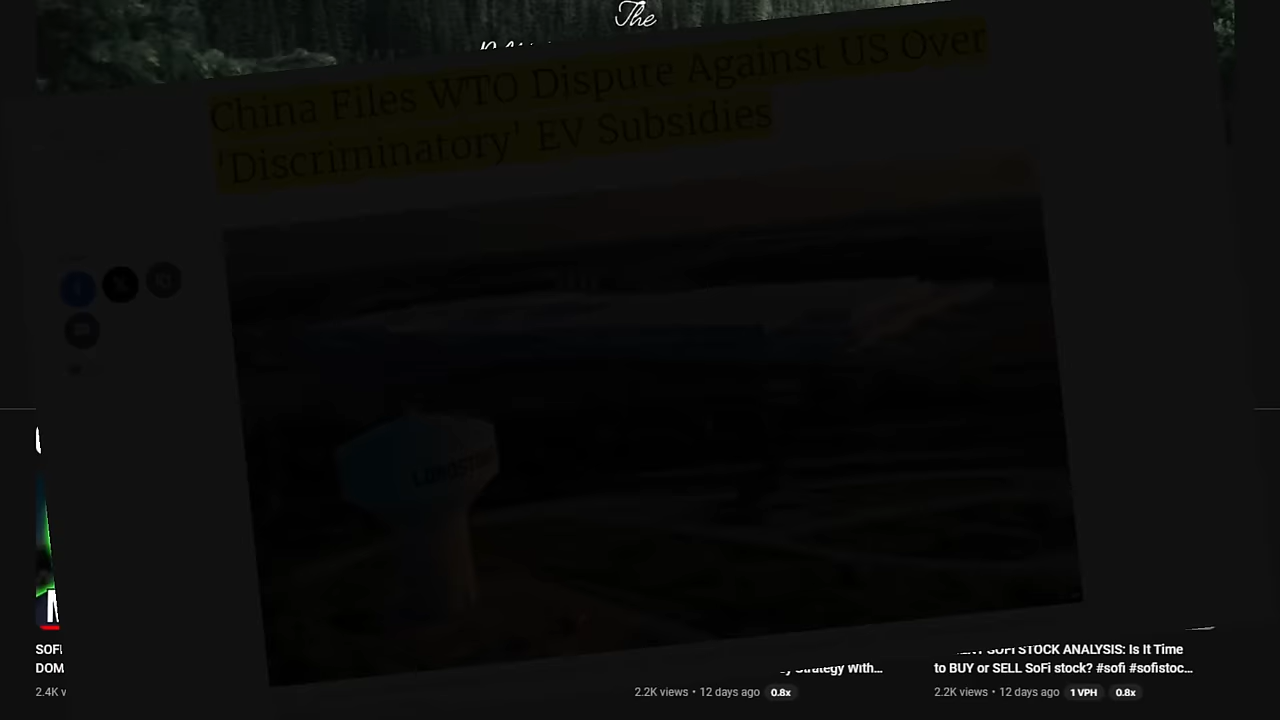 The
China Files WTO Dispute Against US Over
'Discriminatory' EV Subsidies
SOFI
DOM
2.4K v
Strategy With...
2.2K views • 12 days ago 0.8x
SOFI STOCK ANALYSIS: Is It Time
to BUY or SELL SoFi stock? #sofi #sofistoc...
2.2K views • 12 days ago 1 VPH 0.8x